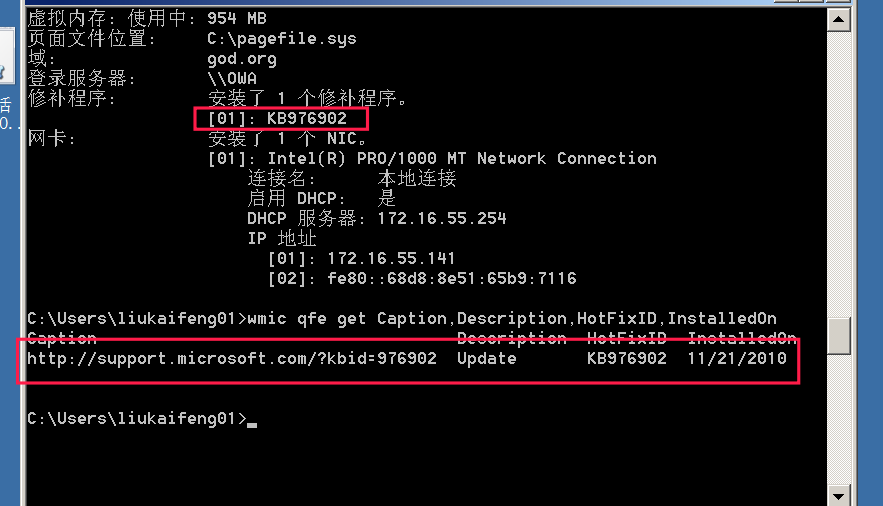 虚拟内存: 使用中: 954 MB
页面文件位置: C:\pagefile.sys
域: god.org
登录服务器: \\OWA
修补程序: 安装了 1 个修补程序。
[01]: KB976902
网卡: 安装了 1 个 NIC。
[01]: Intel(R) PRO/1000 MT Network Connection
连接名: 本地连接
启用 DHCP: 是
DHCP 服务器: 172.16.55.254
IP 地址
[01]: 172.16.55.141
[02]: fe80::68d8:8e51:65b9:7116
C:\Users\liukaifeng01>wmic qfe get Caption,Description,HotFixID,InstalledOn
Caption Description HotFixID InstalledOn
http://support.microsoft.com/?kbid=976902 Update KB976902 11/21/2010
C:\Users\liukaifeng01>
活
0..